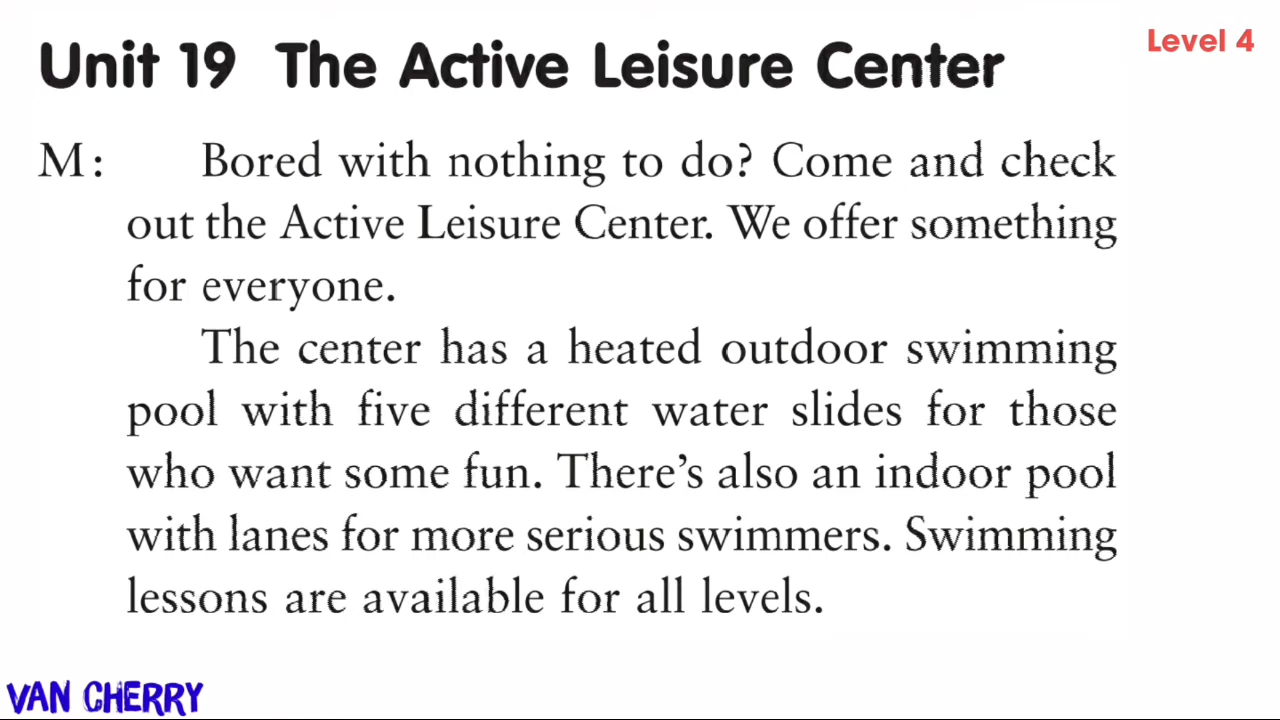 Unit 19 The Active Leisure Center
Level 4
M: Bored with nothing to do? Come and check
out the Active Leisure Center. We offer something
for everyone.
The center has a heated outdoor swimming
pool with five different water slides for those
who want some fun. There's also an indoor pool
with lanes for more serious swimmers. Swimming
lessons are available for all levels.
VAN CHERRY